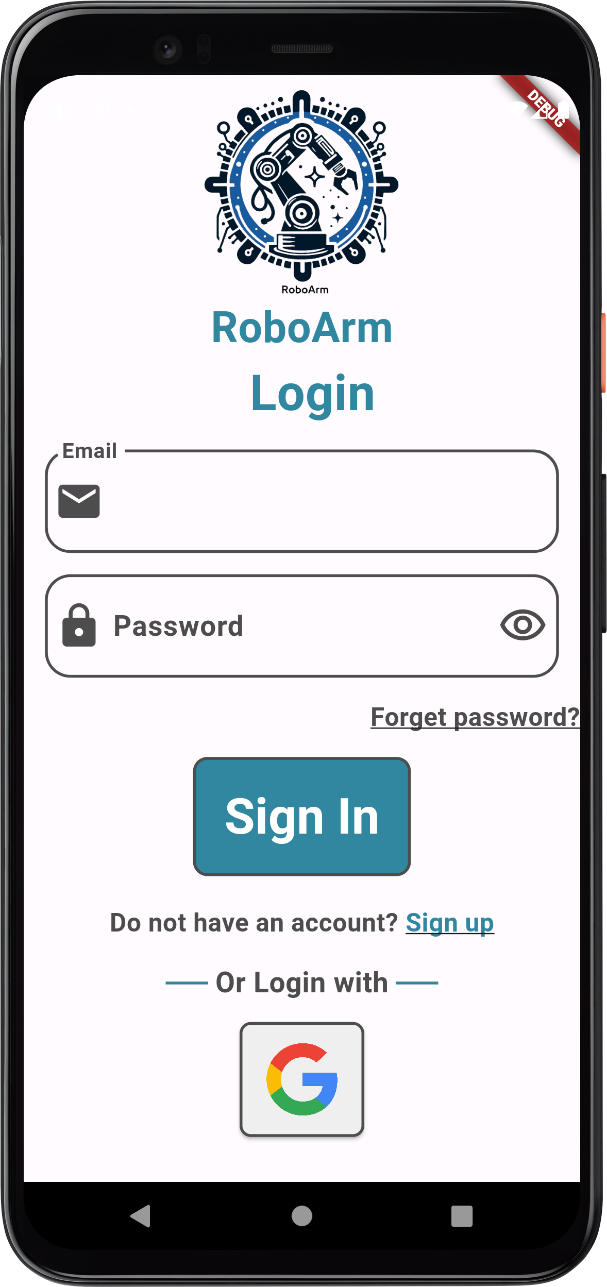 DEBUG
RoboArm
RoboArm
Login
Email
Password
Forget password?
Sign In
Do not have an account? Sign up
Or Login with